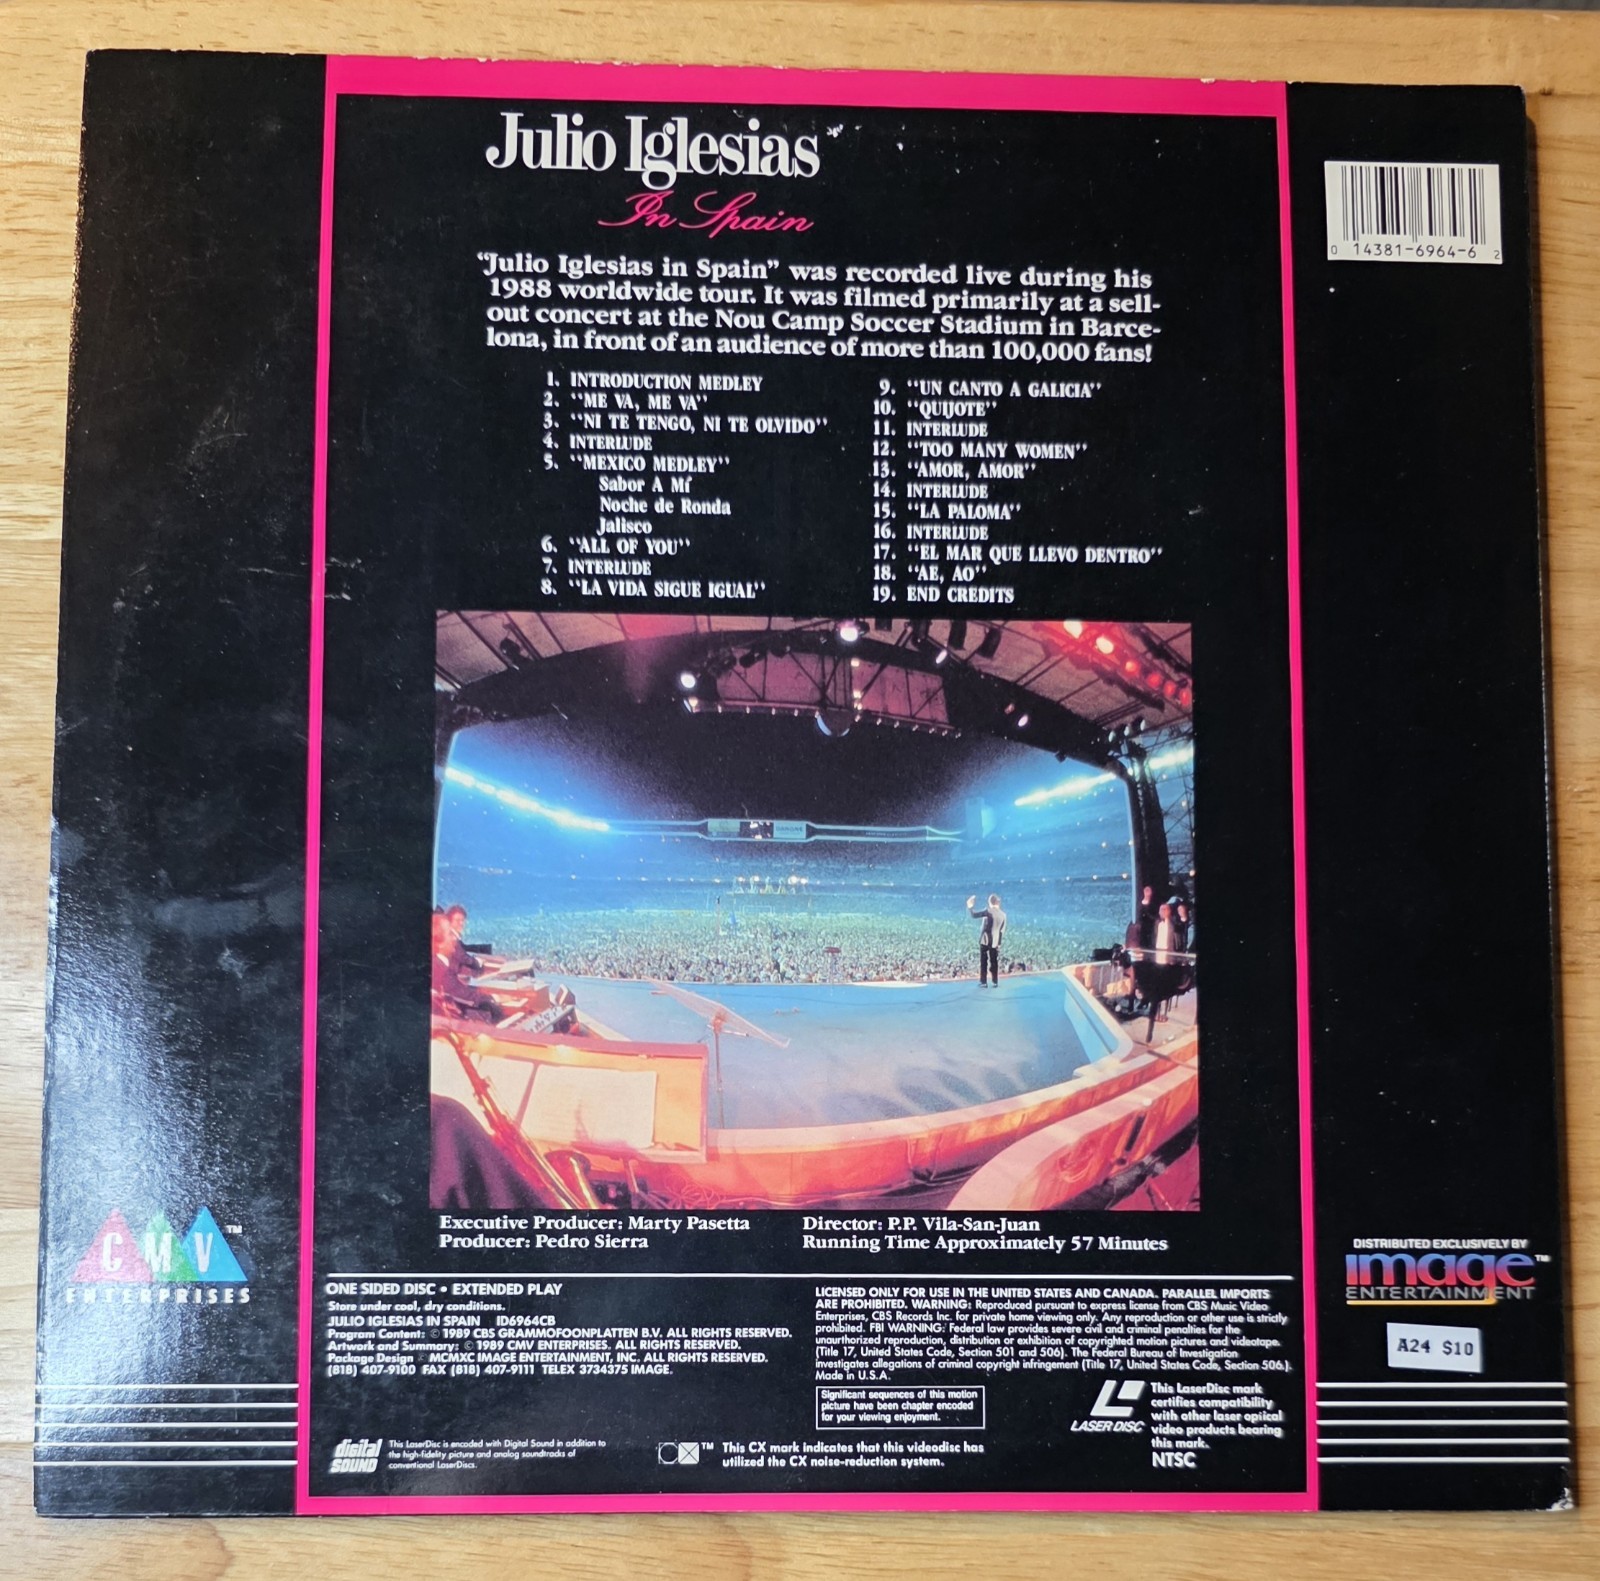 Julio Iglesias
In Spain
0 14381-6964-6 2
"Julio Iglesias in Spain" was recorded live during his
1988 worldwide tour. It was filmed primarily at a sell-
out concert at the Nou Camp Soccer Stadium in Barce-
lona, in front of an audience of more than 100,000 fans!
1. INTRODUCTION MEDLEY
2. "ME VA, ME VA"
3. "NI TE TENGO, NI TE OLVIDO"
4. INTERLUDE
5. "MEXICO MEDLEY"
Sabor A Mí
Noche de Ronda
Jalisco
6. "ALL OF YOU"
7. INTERLUDE
8. "LA VIDA SIGUE IGUAL"
9. "UN CANTO A GALICIA"
10. "QUIJOTE"
11. INTERLUDE
12. "TOO MANY WOMEN"
13. "AMOR, AMOR"
14. INTERLUDE
15. "LA PALOMA"
16. INTERLUDE
17. "EL MAR QUE LLEVO DENTRO"
18. "AE, AO"
19. END CREDITS
Executive Producer: Marty Pasetta
Producer: Pedro Sierra
Director: P.P. Vila-San-Juan
Running Time Approximately 57 Minutes
CMV™
ENTERPRISES
DISTRIBUTED EXCLUSIVELY BY
image™
ENTERTAINMENT
A24 $10
ONE SIDED DISC • EXTENDED PLAY
Store under cool, dry conditions.
JULIO IGLESIAS IN SPAIN ID6964CB
Program Content: © 1989 CBS GRAMMOFOONPLATTEN B.V. ALL RIGHTS RESERVED.
Artwork and Summary: © 1989 CMV ENTERPRISES. ALL RIGHTS RESERVED.
Package Design © MCMXC IMAGE ENTERTAINMENT, INC. ALL RIGHTS RESERVED.
(818) 407-9100 FAX (818) 407-9111 TELEX 3734375 IMAGE.
LICENSED ONLY FOR USE IN THE UNITED STATES AND CANADA. PARALLEL IMPORTS
ARE PROHIBITED. WARNING: Reproduced pursuant to express license from CBS Music Video
Enterprises, CBS Records Inc. for private home viewing only. Any reproduction or other use is strictly
prohibited. FBI WARNING: Federal law provides severe civil and criminal penalties for the
unauthorized reproduction, distribution or exhibition of copyrighted motion pictures and videotape.
(Title 17, United States Code, Section 501 and 506). The Federal Bureau of Investigation
investigates allegations of criminal copyright infringement (Title 17, United States Code, Section 506.).
Made in U.S.A.
Significant sequences of this motion
picture have been chapter encoded
for your viewing enjoyment.
LASER DISC
This LaserDisc mark
certifies compatibility
with other laser optical
video products bearing
this mark.
NTSC
digital
SOUND
This LaserDisc is encoded with Digital Sound in addition to
the high-fidelity picture and analog soundtracks of
conventional LaserDiscs.
CX™
This CX mark indicates that this videodisc has
utilized the CX noise-reduction system.